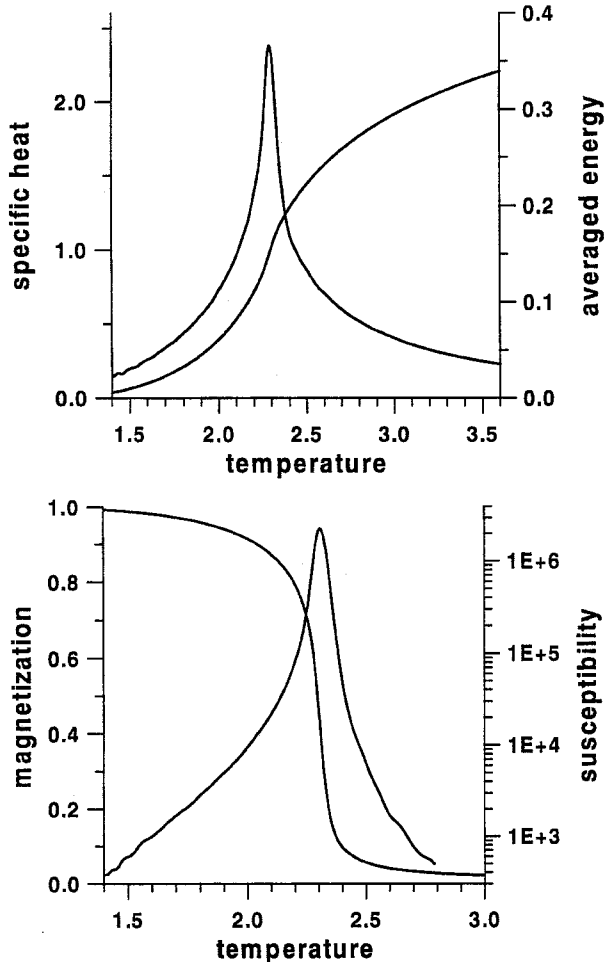 0.4
2.0
0.3
specific heat
averaged energy
0.2
1.0
0.1
0.0
0.0
1.5 2.0 2.5 3.0 3.5
temperature
1.0
1E+6
0.8
magnetization
susceptibility
0.6
1E+5
0.4
1E+4
0.2
1E+3
0.0
1.5 2.0 2.5 3.0
temperature